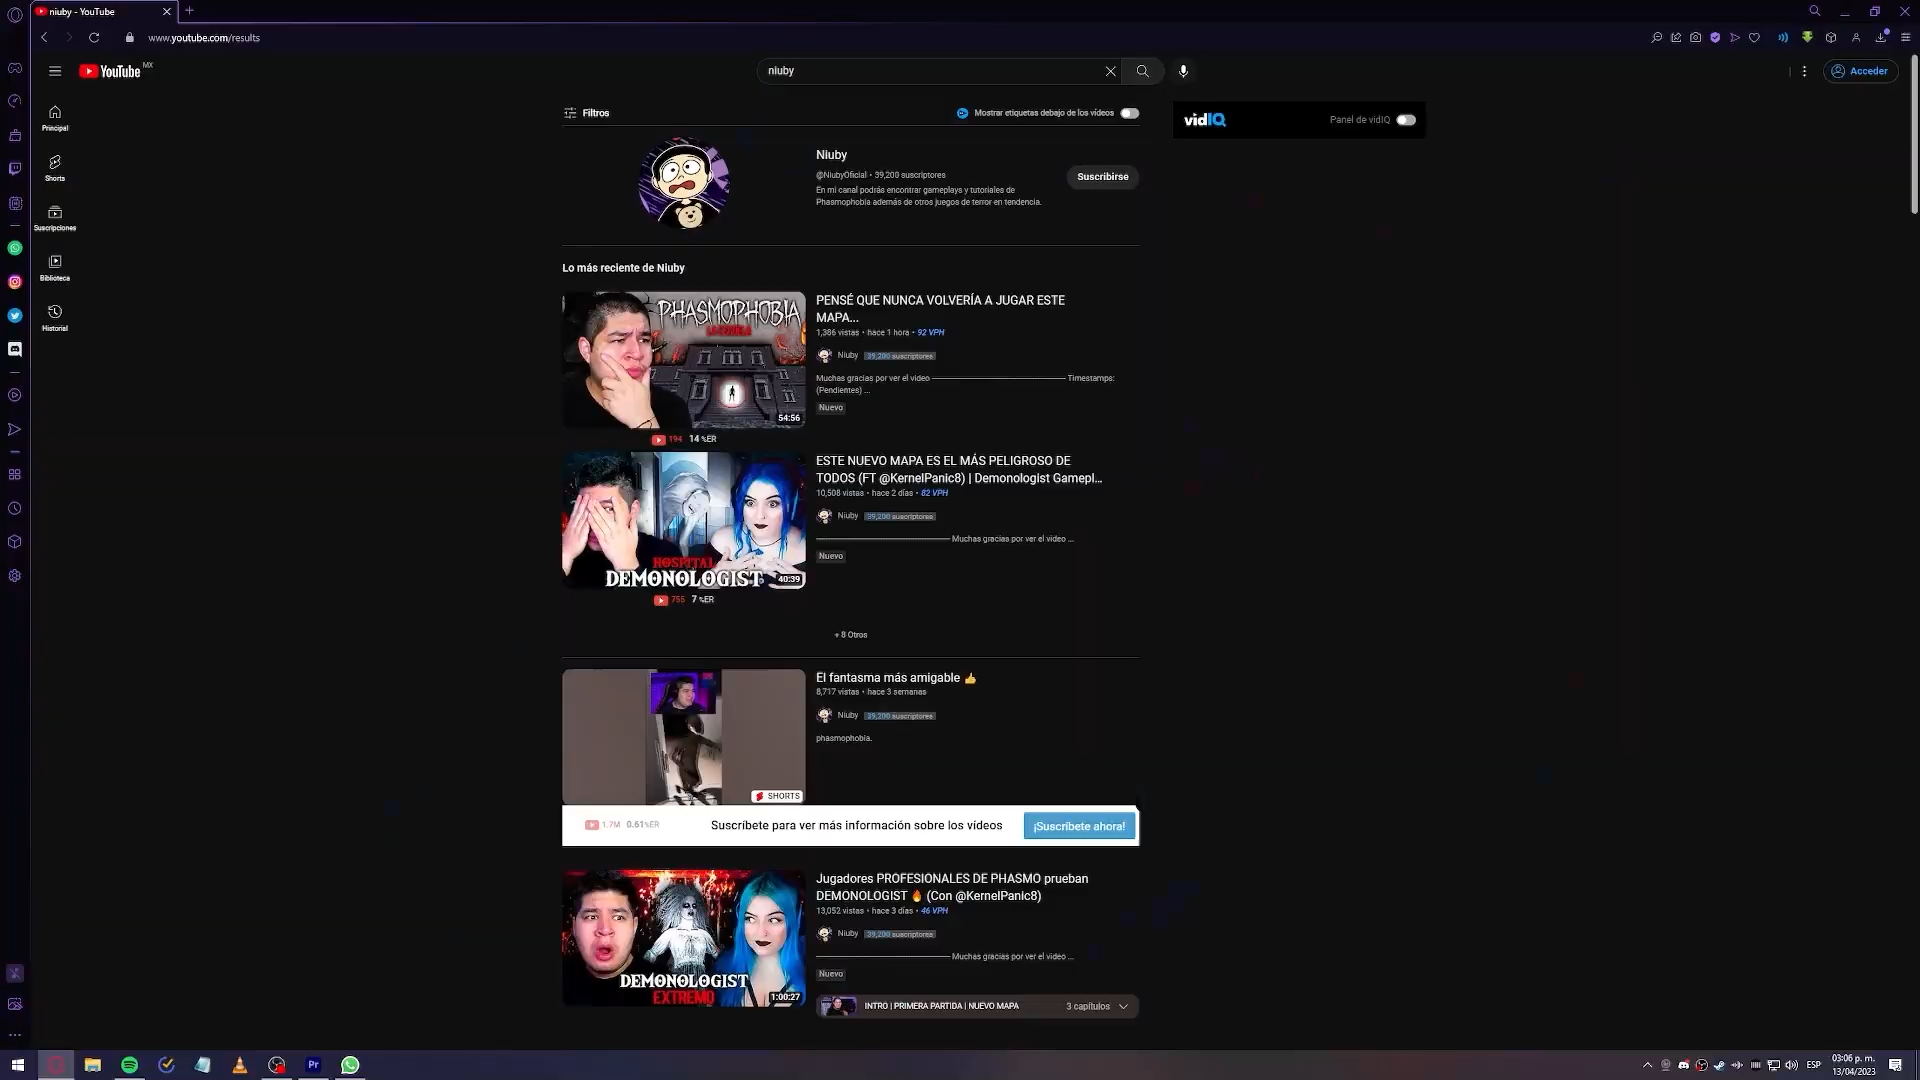 niuby - YouTube
www.youtube.com/results
YouTube MX
niuby
Acceder
Principal
Shorts
Suscripciones
Biblioteca
Historial
Filtros
Mostrar etiquetas debajo de los vídeos
vidIQ
Panel de vidIQ
Niuby
@NiubyOficial • 39,200 suscriptores
En mi canal podrás encontrar gameplays y tutoriales de
Phasmophobia además de otros juegos de terror en tendencia.
Suscribirse
Lo más reciente de Niuby
PHASMOPHOBIA
54:56
194 14 %ER
PENSÉ QUE NUNCA VOLVERÍA A JUGAR ESTE
MAPA...
1,386 vistas • hace 1 hora • 92 VPH
Niuby 39,200 suscriptores
Muchas gracias por ver el video ——————————————— Timestamps:
(Pendientes) ...
Nuevo
HOSPITAL
DEMONOLOGIST
40:39
755 7 %ER
ESTE NUEVO MAPA ES EL MÁS PELIGROSO DE
TODOS (FT @KernelPanic8) | Demonologist Gamepl...
10,508 vistas • hace 2 días • 82 VPH
Niuby 39,200 suscriptores
——————————————— Muchas gracias por ver el video ...
Nuevo
+ 8 Otros
SHORTS
El fantasma más amigable 👍
8,717 vistas • hace 3 semanas
Niuby 39,200 suscriptores
phasmophobia.
1.7M 0.61%ER
Suscríbete para ver más información sobre los vídeos
¡Suscríbete ahora!
DEMONOLOGIST
EXTREMO
1:00:27
Jugadores PROFESIONALES DE PHASMO prueban
DEMONOLOGIST 🔥 (Con @KernelPanic8)
13,052 vistas • hace 3 días • 46 VPH
Niuby 39,200 suscriptores
——————————————— Muchas gracias por ver el video ...
Nuevo
INTRO | PRIMERA PARTIDA | NUEVO MAPA
3 capítulos
Pr
ESP
03:06 p. m.
13/04/2023